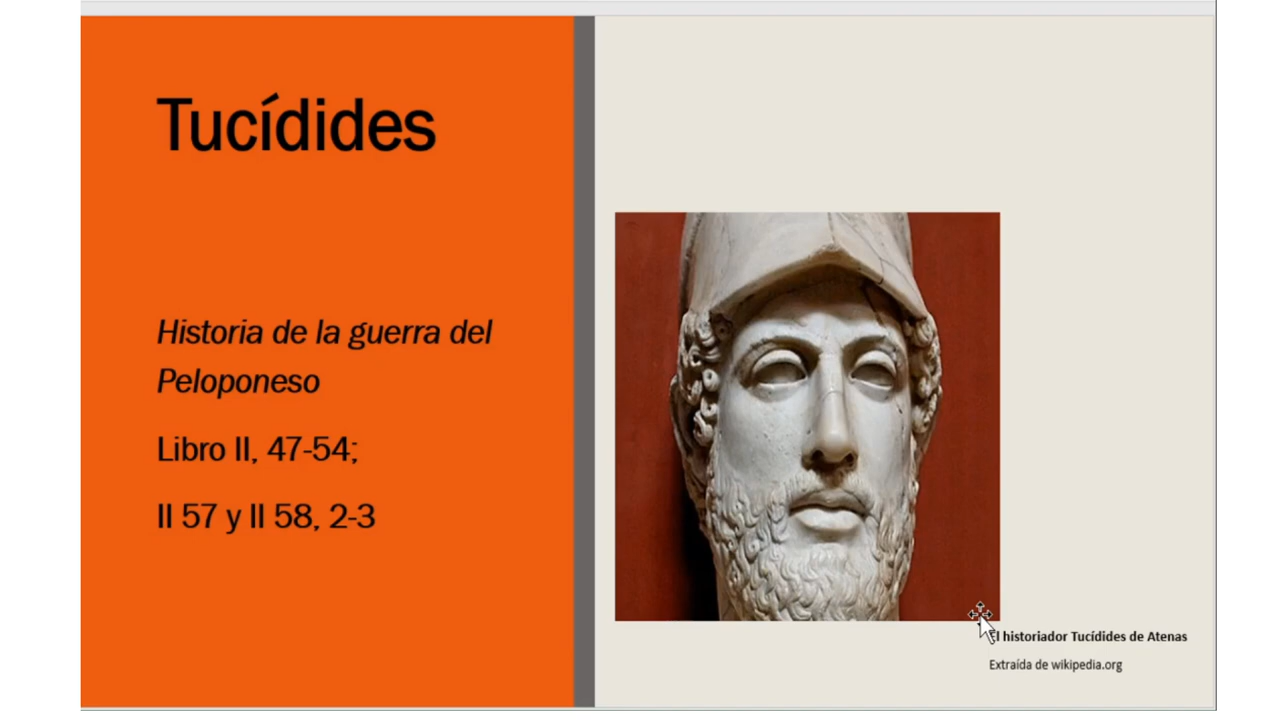 Tucídides
Historia de la guerra del
Peloponeso
Libro II, 47-54;
II 57 y II 58, 2-3
El historiador Tucídides de Atenas
Extraída de wikipedia.org